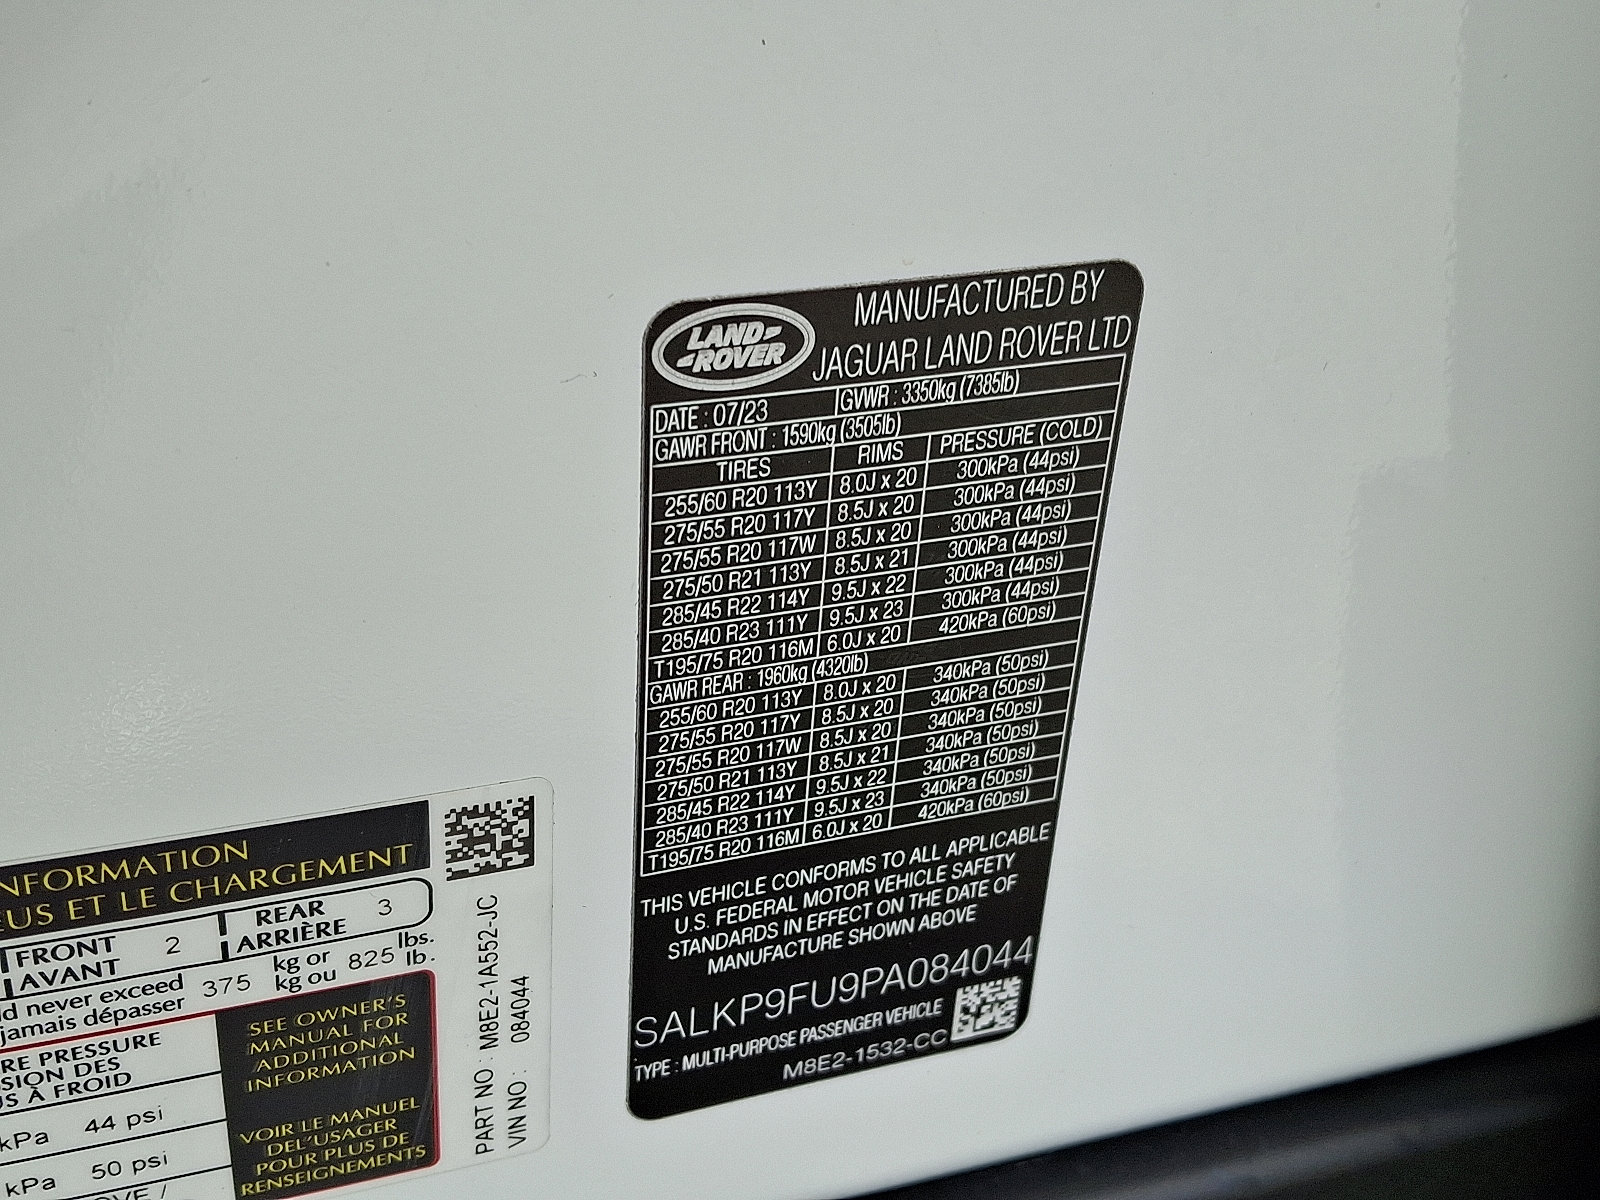 LAND-
-ROVER
MANUFACTURED BY
JAGUAR LAND ROVER LTD
DATE : 07/23 GVWR : 3350kg (7385lb)
GAWR FRONT : 1590kg (3505lb)
TIRES RIMS PRESSURE (COLD)
255/60 R20 113Y 8.0J x 20 300kPa (44psi)
275/55 R20 117Y 8.5J x 20 300kPa (44psi)
275/55 R20 117W 8.5J x 20 300kPa (44psi)
275/50 R21 113Y 8.5J x 21 300kPa (44psi)
285/45 R22 114Y 9.5J x 22 300kPa (44psi)
285/40 R23 111Y 9.5J x 23 300kPa (44psi)
T195/75 R20 116M 6.0J x 20 420kPa (60psi)
GAWR REAR : 1960kg (4320lb)
255/60 R20 113Y 8.0J x 20 340kPa (50psi)
275/55 R20 117Y 8.5J x 20 340kPa (50psi)
275/55 R20 117W 8.5J x 20 340kPa (50psi)
275/50 R21 113Y 8.5J x 21 340kPa (50psi)
285/45 R22 114Y 9.5J x 22 340kPa (50psi)
285/40 R23 111Y 9.5J x 23 340kPa (50psi)
T195/75 R20 116M 6.0J x 20 420kPa (60psi)
THIS VEHICLE CONFORMS TO ALL APPLICABLE
U.S. FEDERAL MOTOR VEHICLE SAFETY
STANDARDS IN EFFECT ON THE DATE OF
MANUFACTURE SHOWN ABOVE
SALKP9FU9PA084044
TYPE : MULTI-PURPOSE PASSENGER VEHICLE
M8E2-1532-CC
NFORMATION
EUS ET LE CHARGEMENT
FRONT 2 REAR 3
AVANT ARRIÈRE
ld never exceed 375 kg or 825 lbs.
jamais dépasser kg ou lb.
RE PRESSURE
SSION DES
S À FROID
kPa 44 psi
kPa 50 psi
OVE /
SEE OWNER'S
MANUAL FOR
ADDITIONAL
INFORMATION
VOIR LE MANUEL
DEL'USAGER
POUR PLUS DE
RENSEIGNEMENTS
PART NO : M8E2-1A552-JC
VIN NO : 084044